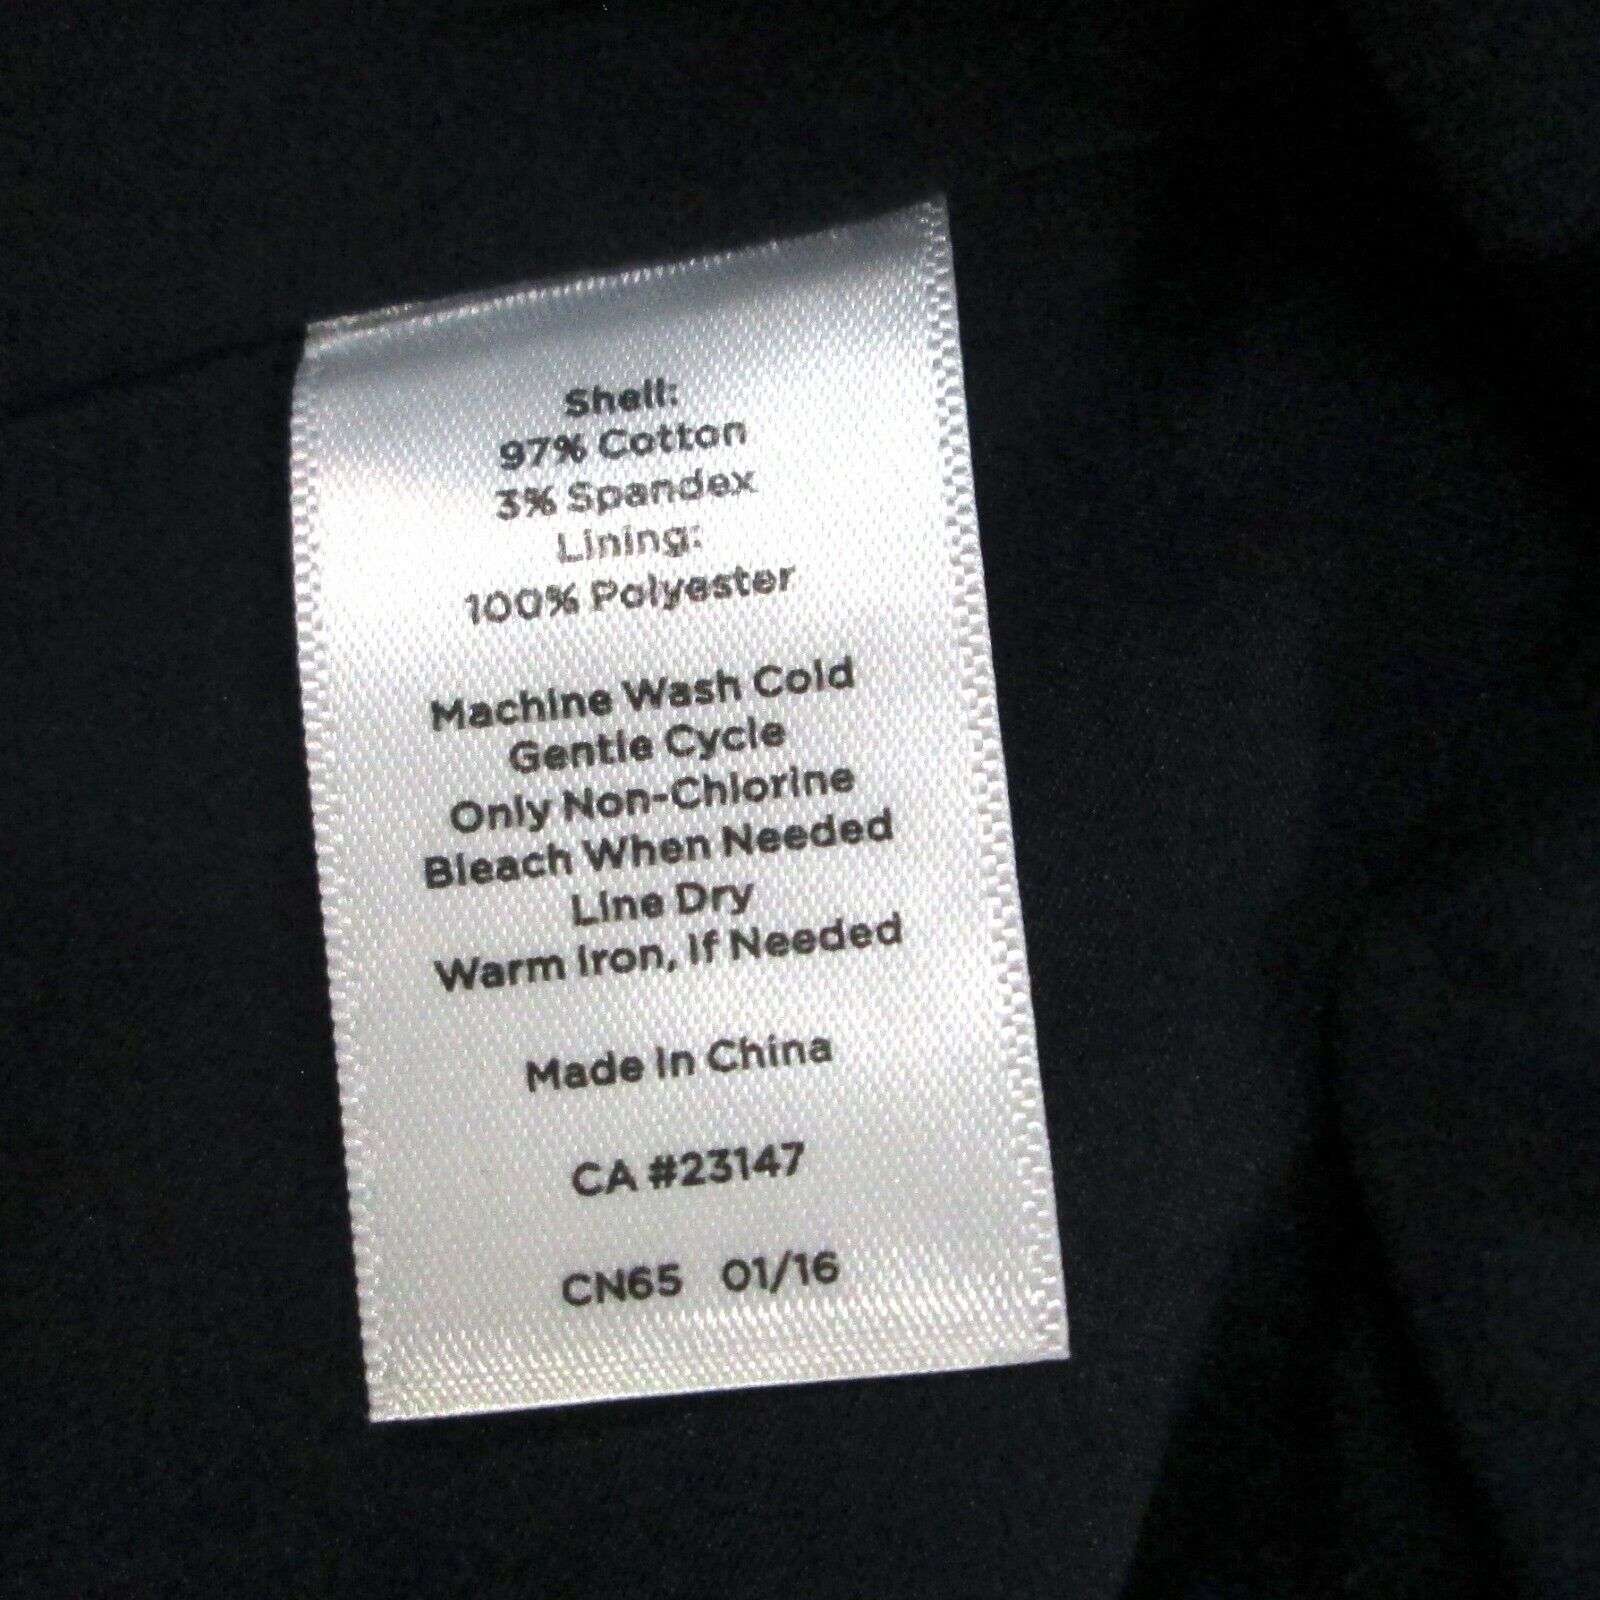 Shell:
97% Cotton
3% Spandex
Lining:
100% Polyester
Machine Wash Cold
Gentle Cycle
Only Non-Chlorine
Bleach When Needed
Line Dry
Warm Iron, If Needed
Made In China
CA #23147
CN65 01/16